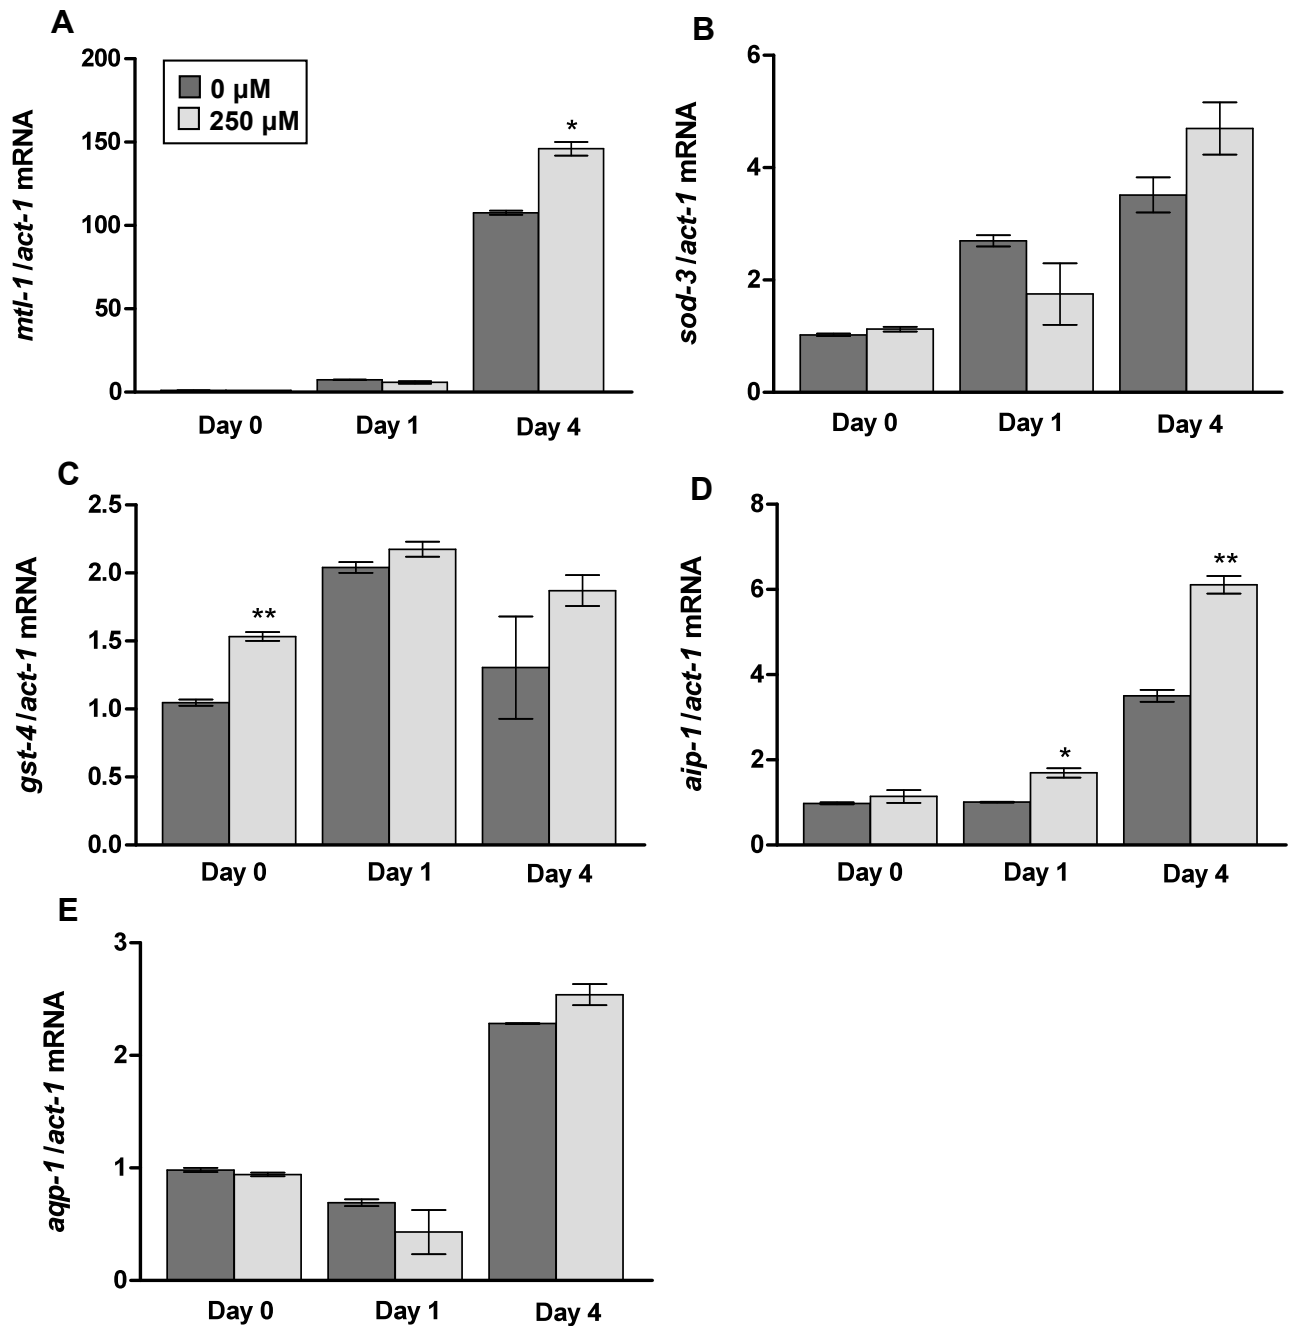 A
mtl-1/act-1 mRNA
200
150
100
50
0
0 µM
250 µM
*
Day 0
Day 1
Day 4
B
sod-3/act-1 mRNA
6
4
2
0
Day 0
Day 1
Day 4
C
gst-4/act-1 mRNA
2.5
2.0
1.5
1.0
0.5
0.0
**
Day 0
Day 1
Day 4
D
aip-1/act-1 mRNA
8
6
4
2
0
*
**
Day 0
Day 1
Day 4
E
aqp-1/act-1 mRNA
3
2
1
0
Day 0
Day 1
Day 4